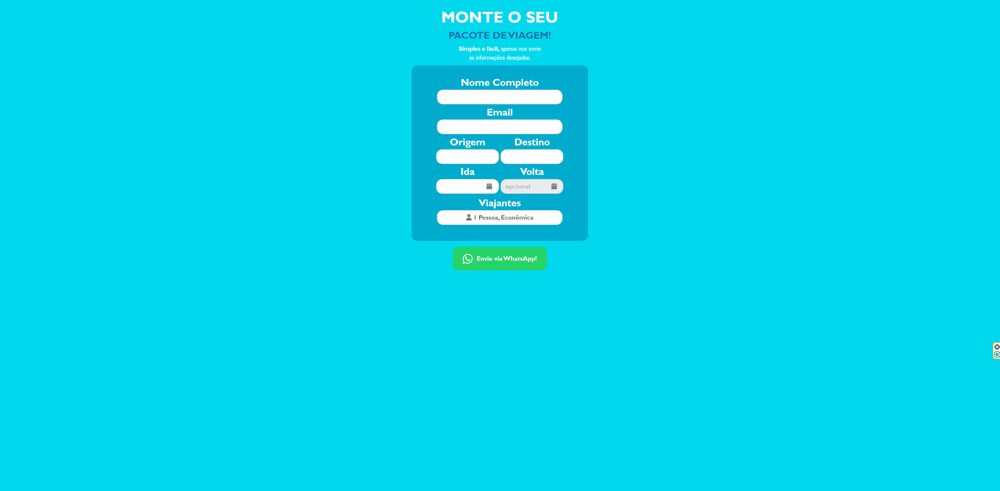 MONTE O SEU
PACOTE DE VIAGEM!
Simples e fácil, apenas nos envie
as informações desejadas:
Nome Completo
Email
Origem Destino
Ida Volta
opcional
Viajantes
1 Pessoa, Econômica
Envie via WhatsApp!
e